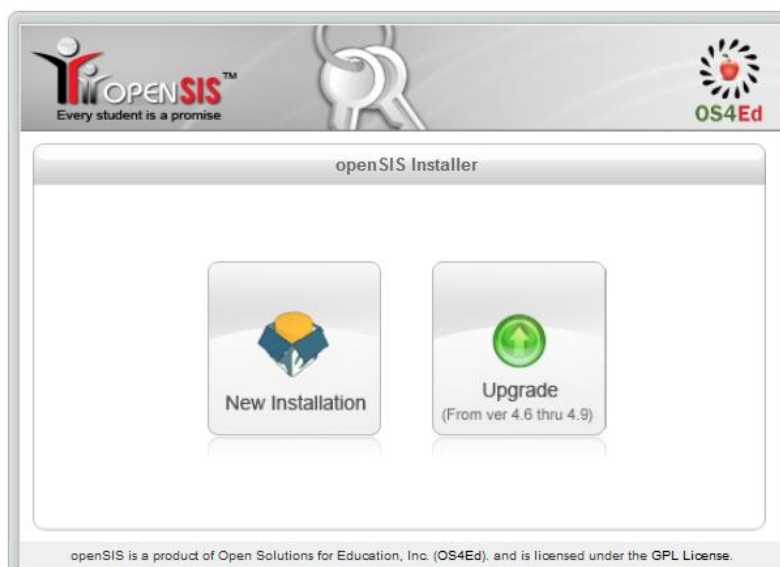 OPENSIS™
Every student is a promise
OS4Ed
openSIS Installer
New Installation
Upgrade
(From ver 4.6 thru 4.9)
openSIS is a product of Open Solutions for Education, Inc. (OS4Ed). and is licensed under the GPL License.